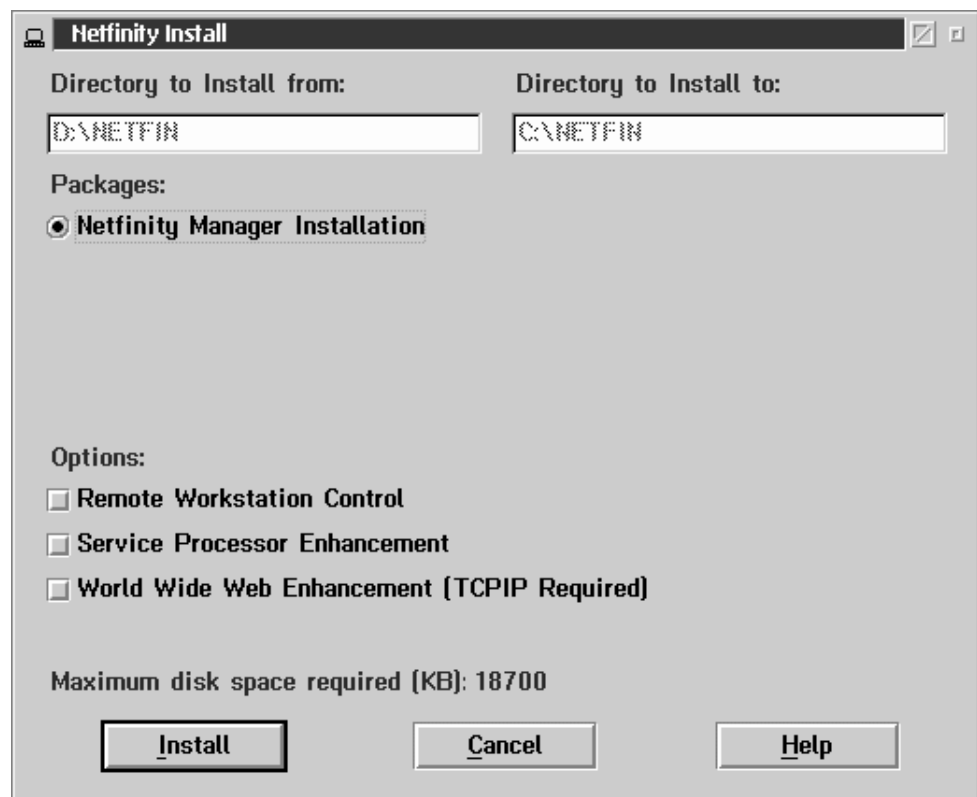 Netfinity Install
Directory to Install from: Directory to Install to:
D:\NETFIN C:\NETFIN
Packages:
Netfinity Manager Installation
Options:
Remote Workstation Control
Service Processor Enhancement
World Wide Web Enhancement (TCPIP Required)
Maximum disk space required (KB): 18700
Install Cancel Help